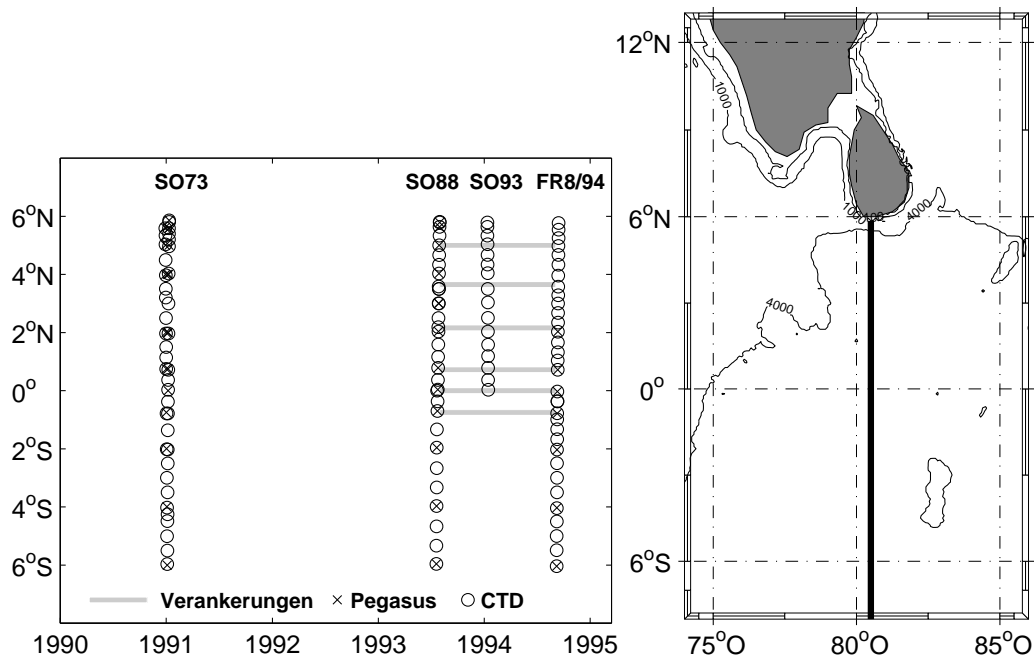 SO73 SO88 SO93 FR8/94
6°N
4°N
2°N
0°
2°S
4°S
6°S
Verankerungen Pegasus CTD
1990 1991 1992 1993 1994 1995
12°N
6°N
0°
6°S
1000
4000
4000
75°O 80°O 85°O